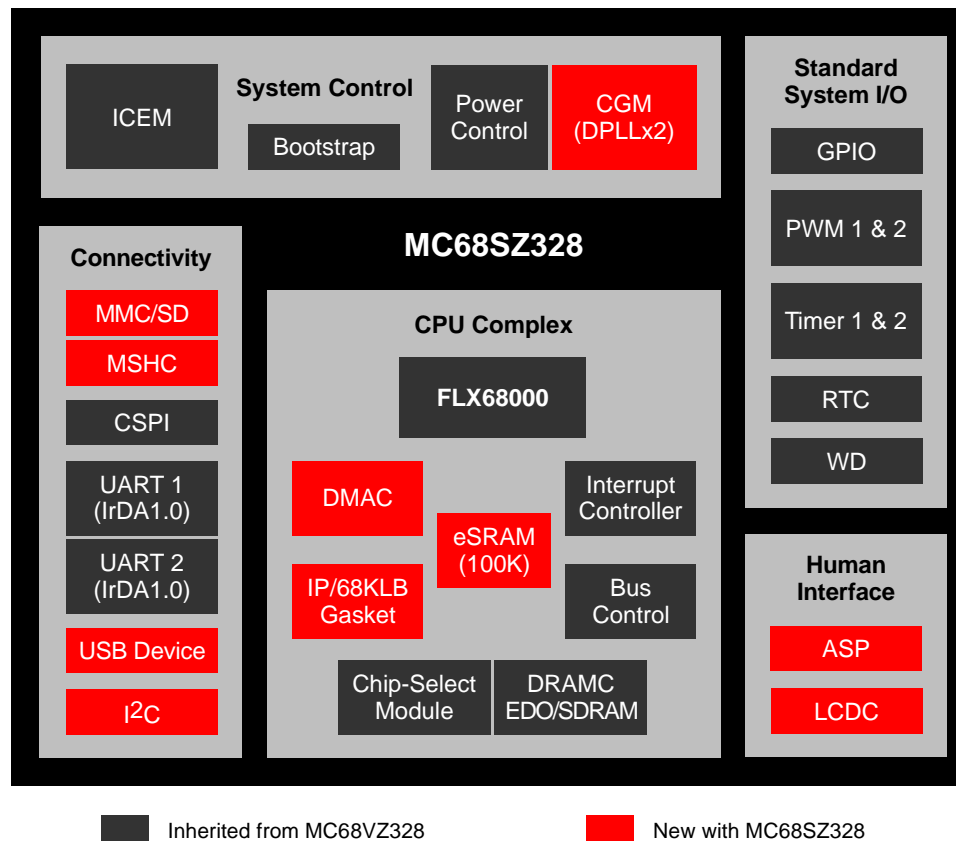 System Control
ICEM
Bootstrap
Power
Control
CGM
(DPLLx2)
Standard
System I/O
GPIO
PWM 1 & 2
Timer 1 & 2
RTC
WD
MC68SZ328
Connectivity
MMC/SD
MSHC
CSPI
UART 1
(IrDA1.0)
UART 2
(IrDA1.0)
USB Device
I2C
CPU Complex
FLX68000
DMAC
Interrupt
Controller
eSRAM
(100K)
IP/68KLB
Gasket
Bus
Control
Chip-Select
Module
DRAMC
EDO/SDRAM
Human
Interface
ASP
LCDC
Inherited from MC68VZ328
New with MC68SZ328